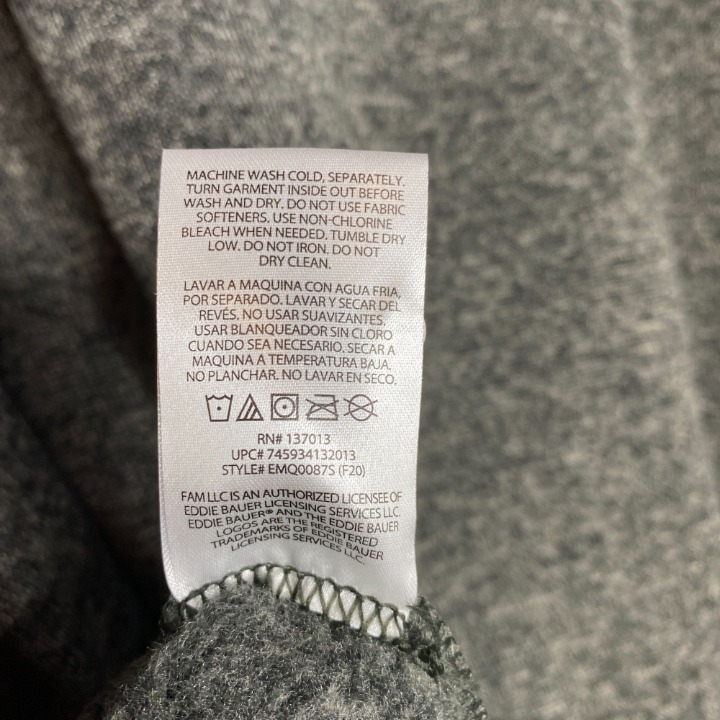 MACHINE WASH COLD, SEPARATELY.
TURN GARMENT INSIDE OUT BEFORE
WASH AND DRY. DO NOT USE FABRIC
SOFTENERS. USE NON-CHLORINE
BLEACH WHEN NEEDED. TUMBLE DRY
LOW. DO NOT IRON. DO NOT
DRY CLEAN.
LAVAR A MAQUINA CON AGUA FRIA,
POR SEPARADO. LAVAR Y SECAR DEL
REVÉS. NO USAR SUAVIZANTES.
USAR BLANQUEADOR SIN CLORO
CUANDO SEA NECESARIO. SECAR A
MAQUINA A TEMPERATURA BAJA.
NO PLANCHAR. NO LAVAR EN SECO.
RN# 137013
UPC# 745934132013
STYLE# EMQ0087S (F20)
FAM LLC IS AN AUTHORIZED LICENSEE OF
EDDIE BAUER LICENSING SERVICES LLC.
EDDIE BAUER® AND THE EDDIE BAUER
LOGOS ARE THE REGISTERED
TRADEMARKS OF EDDIE BAUER
LICENSING SERVICES LLC.